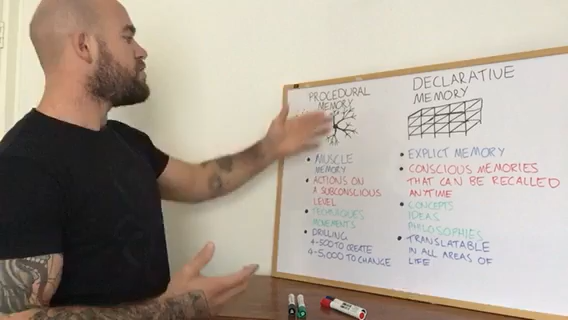 PROCEDURAL
MEMORY
• MUSCLE
MEMORY
• ACTIONS ON
A SUBCONSCIOUS
LEVEL
• TECHNIQUES
MOVEMENTS
• DRILLING
4-500 TO CREATE
4-5,000 TO CHANGE
DECLARATIVE
MEMORY
• EXPLICT MEMORY
• CONSCIOUS MEMORIES
THAT CAN BE RECALLED
ANYTIME
• CONCEPTS
IDEAS
PHILOSOPHIES
• TRANSLATABLE
IN ALL AREAS OF
LIFE